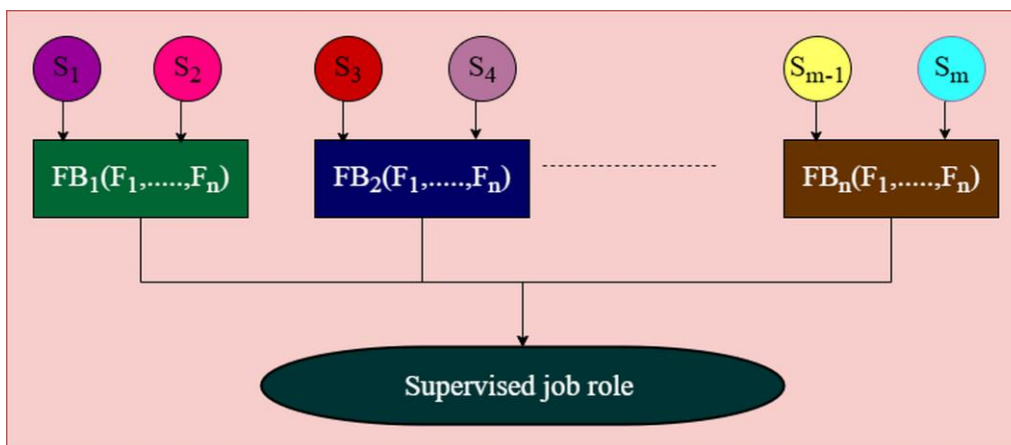 S1 S2 S3 S4 Sm-1 Sm
FB1(F1,.....,Fn) FB2(F1,.....,Fn) FBn(F1,.....,Fn)
Supervised job role